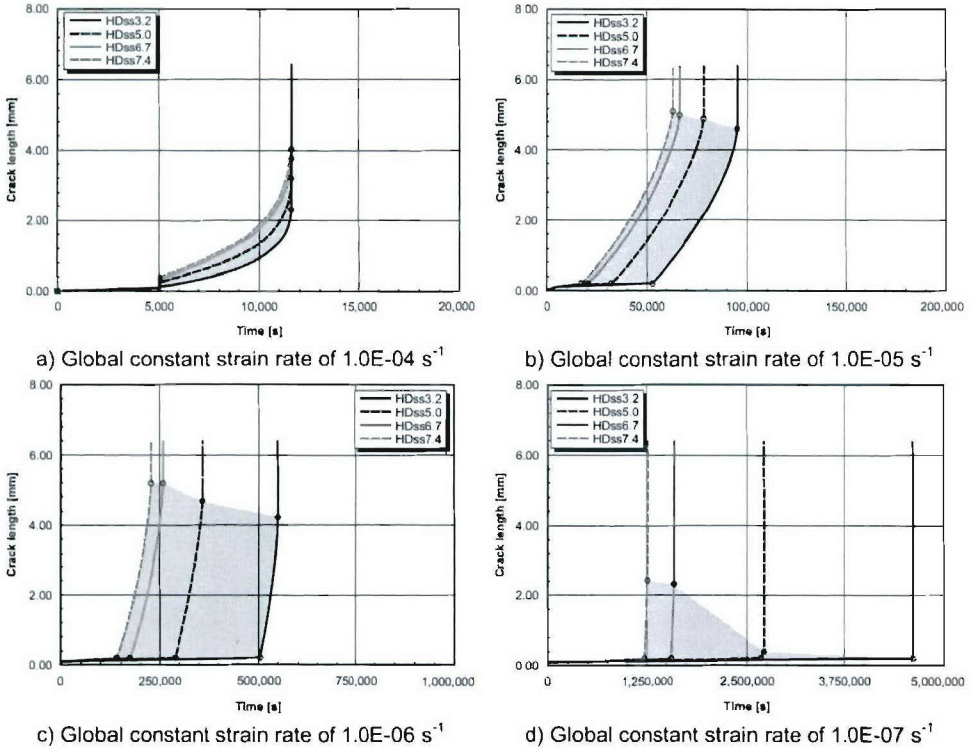 8.00
HDss3.2
HDss5.0
HDss6.7
HDss7.4
6.00
4.00
2.00
0.00
Crack length [mm]
0
5,000
10,000
15,000
20,000
Time [s]
a) Global constant strain rate of 1.0E-04 s⁻¹
8.00
HDss3.2
HDss5.0
HDss6.7
HDss7.4
6.00
4.00
2.00
0.00
Crack length [mm]
0
50,000
100,000
150,000
200,000
Time [s]
b) Global constant strain rate of 1.0E-05 s⁻¹
8.00
HDss3.2
HDss5.0
HDss6.7
HDss7.4
6.00
4.00
2.00
0.00
Crack length [mm]
0
250,000
500,000
750,000
1,000,000
Time [s]
c) Global constant strain rate of 1.0E-06 s⁻¹
8.00
HDss3.2
HDss5.0
HDss6.7
HDss7.4
6.00
4.00
2.00
0.00
Crack length [mm]
0
1,250,000
2,500,000
3,750,000
5,000,000
Time [s]
d) Global constant strain rate of 1.0E-07 s⁻¹